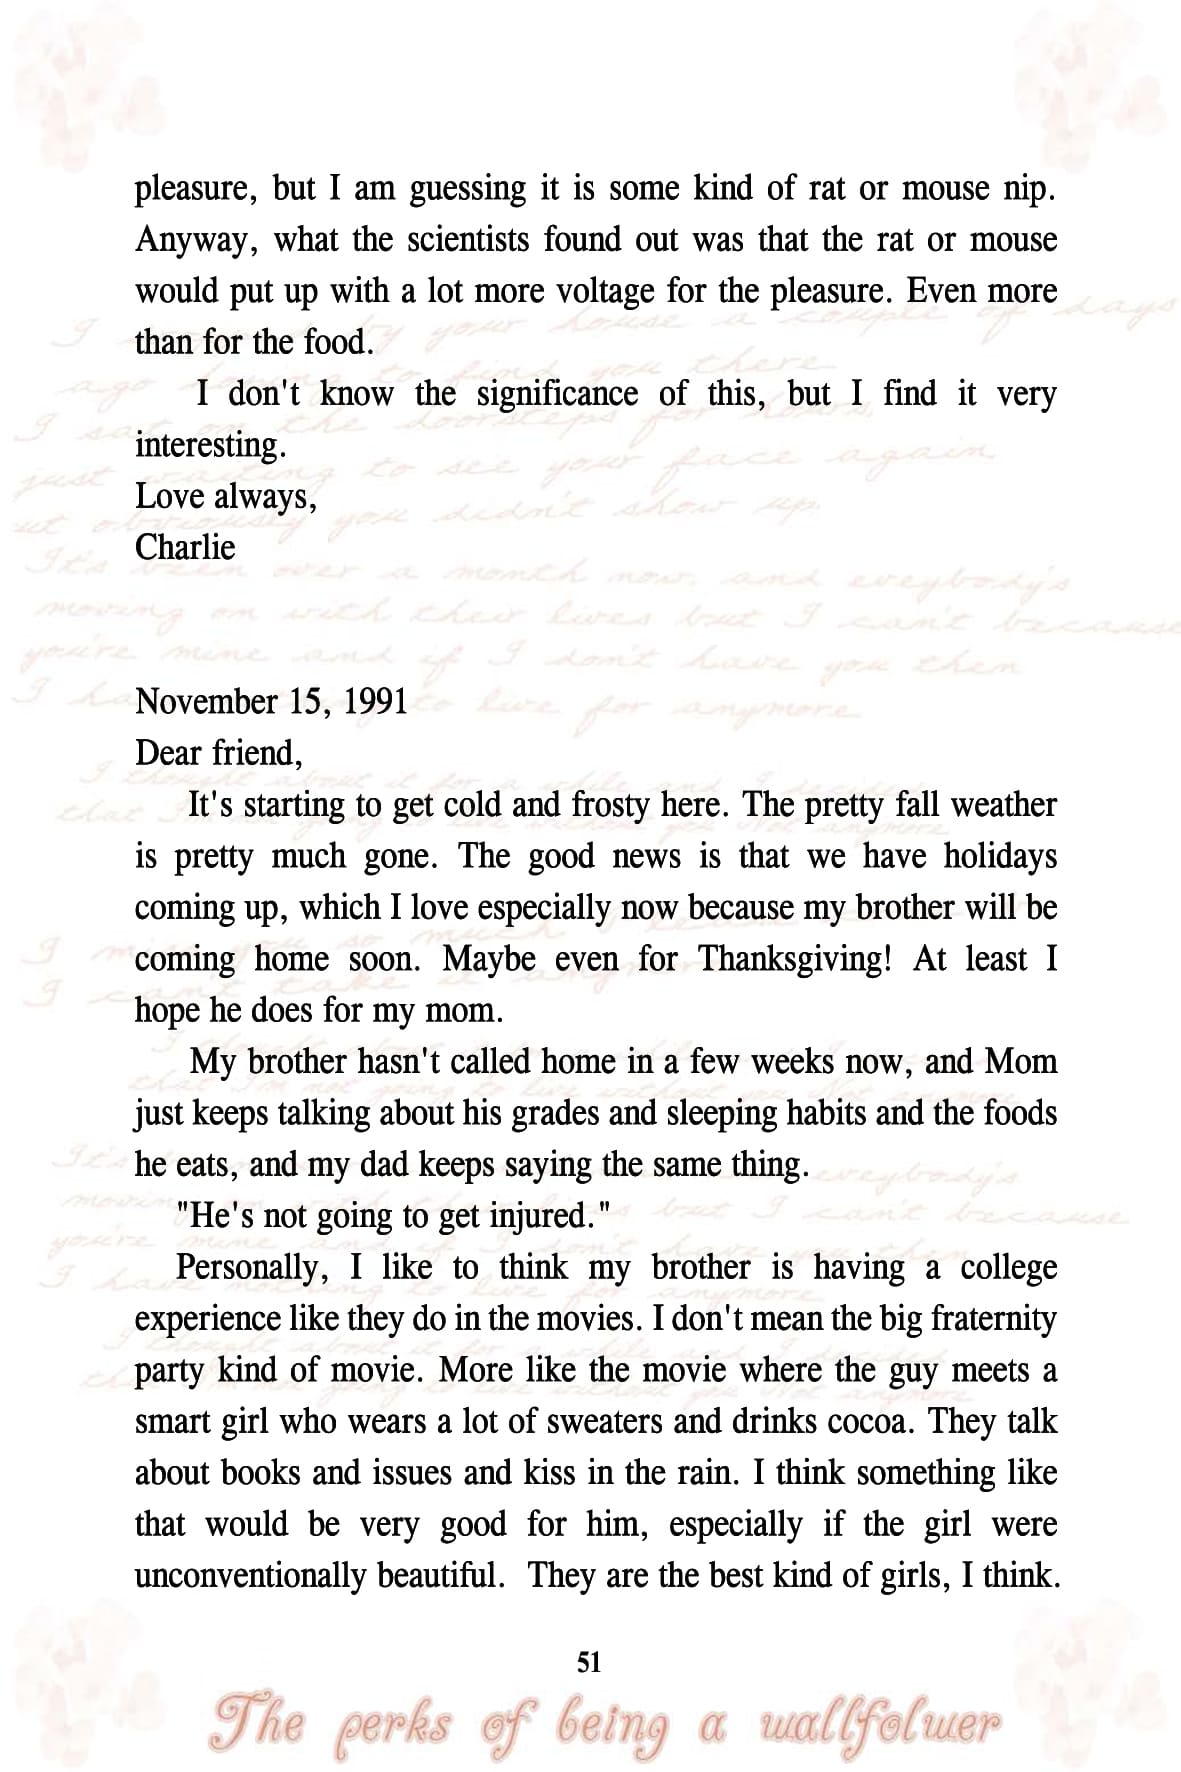 pleasure, but I am guessing it is some kind of rat or mouse nip.
Anyway, what the scientists found out was that the rat or mouse
would put up with a lot more voltage for the pleasure. Even more
than for the food.
I don't know the significance of this, but I find it very
interesting.
Love always,
Charlie
November 15, 1991
Dear friend,
It's starting to get cold and frosty here. The pretty fall weather
is pretty much gone. The good news is that we have holidays
coming up, which I love especially now because my brother will be
coming home soon. Maybe even for Thanksgiving! At least I
hope he does for my mom.
My brother hasn't called home in a few weeks now, and Mom
just keeps talking about his grades and sleeping habits and the foods
he eats, and my dad keeps saying the same thing.
"He's not going to get injured."
Personally, I like to think my brother is having a college
experience like they do in the movies. I don't mean the big fraternity
party kind of movie. More like the movie where the guy meets a
smart girl who wears a lot of sweaters and drinks cocoa. They talk
about books and issues and kiss in the rain. I think something like
that would be very good for him, especially if the girl were
unconventionally beautiful. They are the best kind of girls, I think.
51
The perks of being a wallfolwer